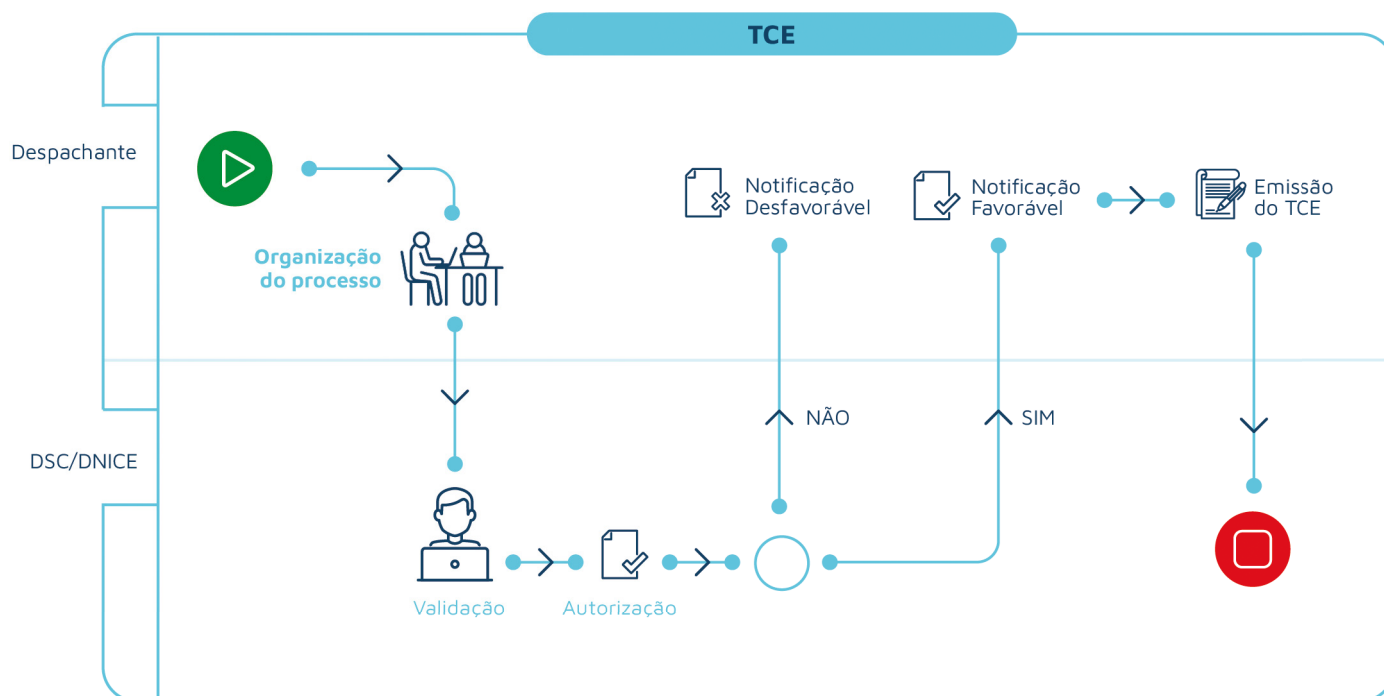 TCE
Despachante
Organização
do processo
Notificação
Desfavorável
Notificação
Favorável
Emissão
do TCE
NÃO
SIM
DSC/DNICE
Validação
Autorização